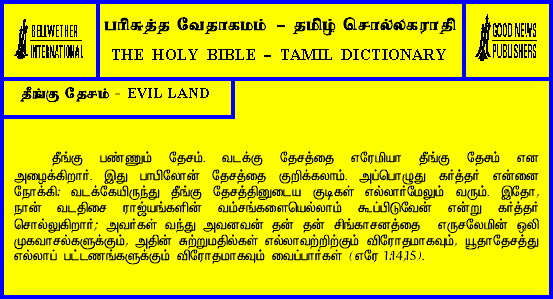 BELLWETHER
INTERNATIONAL
பரிசுத்த வேதாகமம் – தமிழ் சொல்லகராதி
THE HOLY BIBLE – TAMIL DICTIONARY
GOOD NEWS
PUBLISHERS
தீங்கு தேசம் - EVIL LAND
தீங்கு பண்ணும் தேசம். வடக்கு தேசத்தை எரேமியா தீங்கு தேசம் என
அழைக்கிறார். இது பாபிலோன் தேசத்தை குறிக்கலாம். அப்பொழுது கர்த்தர் என்னை
நோக்கி: வடக்கேயிருந்து தீங்கு தேசத்தினுடைய குடிகள் எல்லார்மேலும் வரும். இதோ,
நான் வடதிசை ராஜ்யங்களின் வம்சங்களையெல்லாம் கூப்பிடுவேன் என்று கர்த்தர்
சொல்லுகிறார்; அவர்கள் வந்து அவனவன் தன் தன் சிங்காசனத்தை எருசலேமின் ஒலி
முகவாசல்களுக்கும், அதின் சுற்றுமதில்கள் எல்லாவற்றிற்கும் விரோதமாகவும், யூதாதேசத்து
எல்லாப் பட்டணங்களுக்கும் விரோதமாகவும் வைப்பார்கள் (எரே 1:14,15).